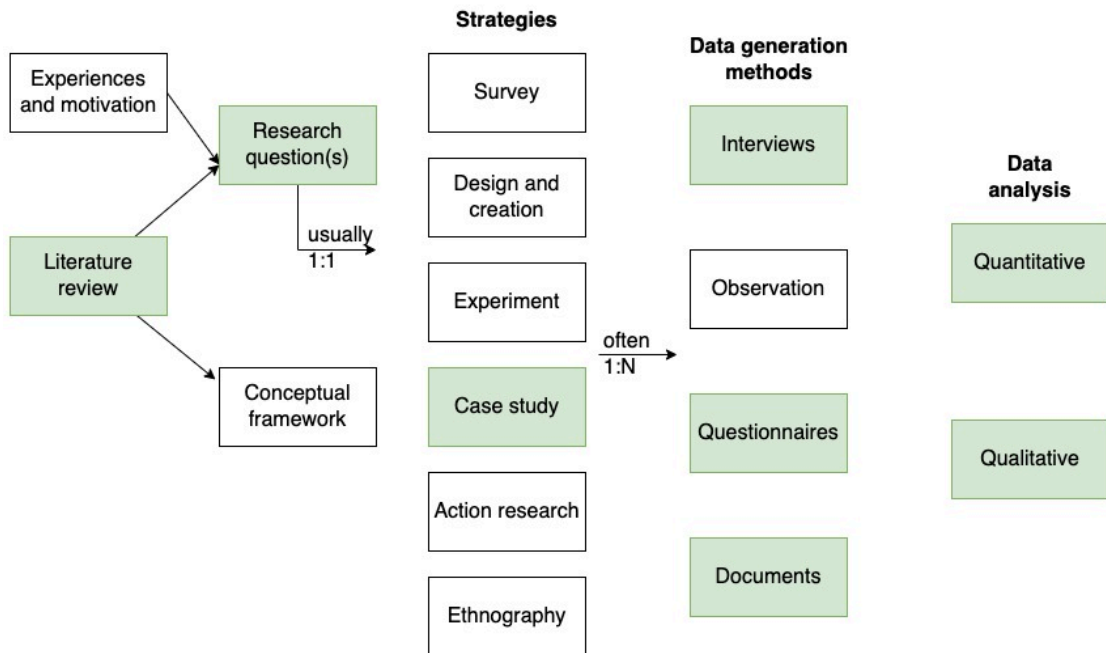 Strategies
Data generation
methods
Data
analysis
Experiences
and motivation
Literature
review
Research
question(s)
usually
1:1
Conceptual
framework
Survey
Design and
creation
Experiment
Case study
Action research
Ethnography
often
1:N
Interviews
Observation
Questionnaires
Documents
Quantitative
Qualitative